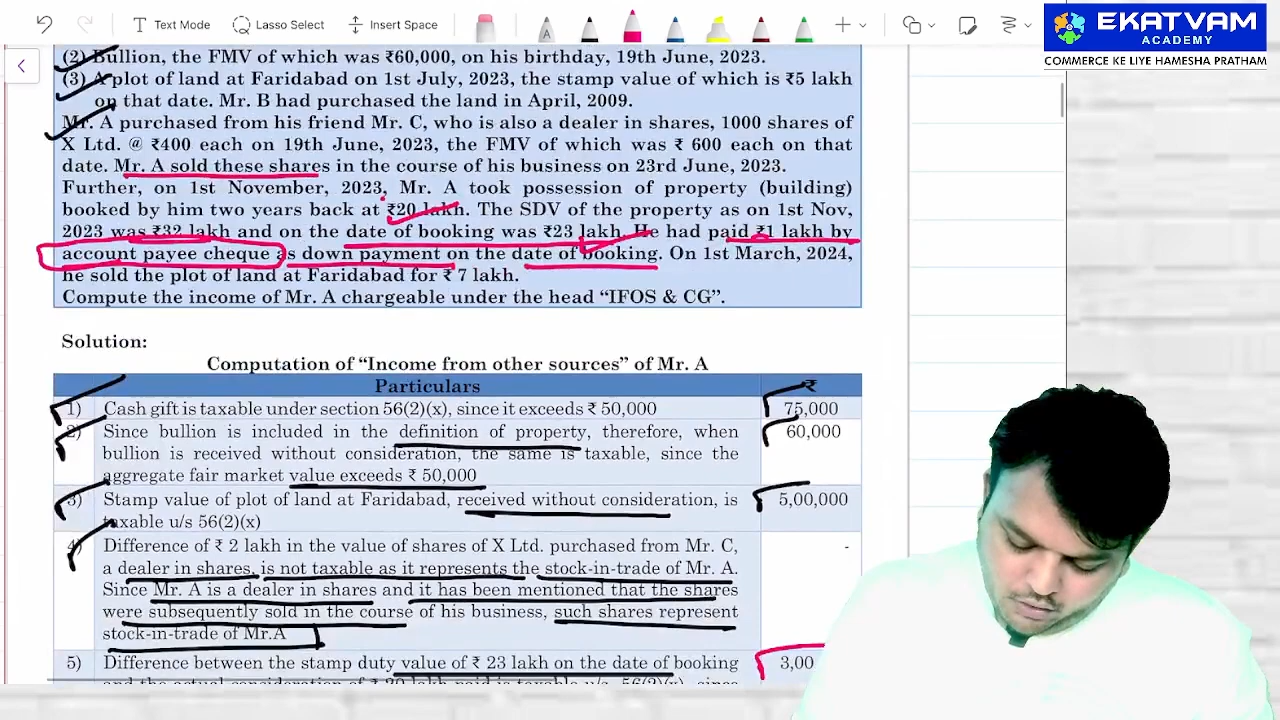 Text Mode Lasso Select Insert Space
EKATVAM
ACADEMY
COMMERCE KE LIYE HAMESHA PRATHAM
(2) Bullion, the FMV of which was ₹60,000, on his birthday, 19th June, 2023.
(3) A plot of land at Faridabad on 1st July, 2023, the stamp value of which is ₹5 lakh
on that date. Mr. B had purchased the land in April, 2009.
Mr. A purchased from his friend Mr. C, who is also a dealer in shares, 1000 shares of
X Ltd. @ ₹400 each on 19th June, 2023, the FMV of which was ₹ 600 each on that
date. Mr. A sold these shares in the course of his business on 23rd June, 2023.
Further, on 1st November, 2023, Mr. A took possession of property (building)
booked by him two years back at ₹20 lakh. The SDV of the property as on 1st Nov,
2023 was ₹32 lakh and on the date of booking was ₹23 lakh. He had paid ₹1 lakh by
account payee cheque as down payment on the date of booking. On 1st March, 2024,
he sold the plot of land at Faridabad for ₹ 7 lakh.
Compute the income of Mr. A chargeable under the head “IFOS & CG”.
Solution:
Computation of “Income from other sources” of Mr. A
Particulars ₹
1) Cash gift is taxable under section 56(2)(x), since it exceeds ₹ 50,000 75,000
2) Since bullion is included in the definition of property, therefore, when 60,000
bullion is received without consideration, the same is taxable, since the
aggregate fair market value exceeds ₹ 50,000
3) Stamp value of plot of land at Faridabad, received without consideration, is 5,00,000
taxable u/s 56(2)(x)
4) Difference of ₹ 2 lakh in the value of shares of X Ltd. purchased from Mr. C, -
a dealer in shares, is not taxable as it represents the stock-in-trade of Mr. A.
Since Mr. A is a dealer in shares and it has been mentioned that the shares
were subsequently sold in the course of his business, such shares represent
stock-in-trade of Mr.A
5) Difference between the stamp duty value of ₹ 23 lakh on the date of booking 3,00
and the actual consideration of ₹ 20 lakh paid is taxable u/s. 56(2)(x), since